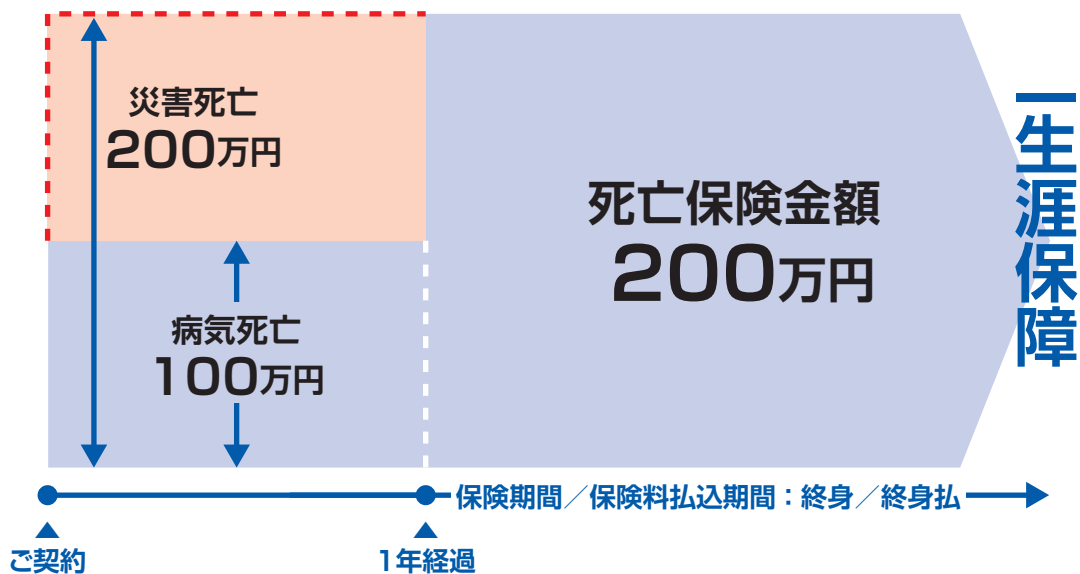 災害死亡
200万円
病気死亡
100万円
死亡保険金額
200万円
一生涯保障
保険期間／保険料払込期間：終身／終身払
ご契約
1年経過